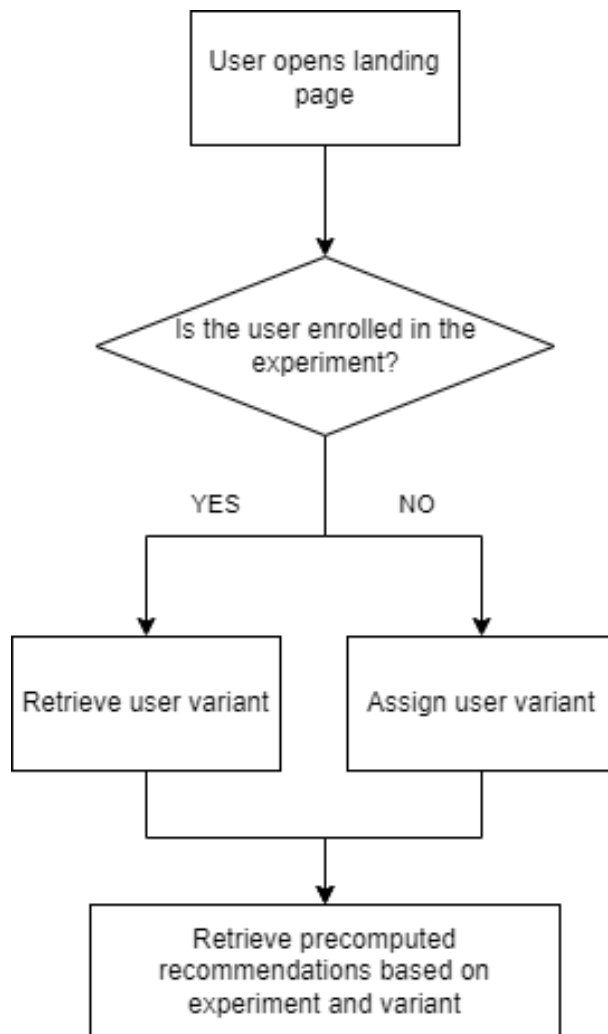 User opens landing
page
Is the user enrolled in the
experiment?
YES
NO
Retrieve user variant
Assign user variant
Retrieve precomputed
recommendations based on
experiment and variant